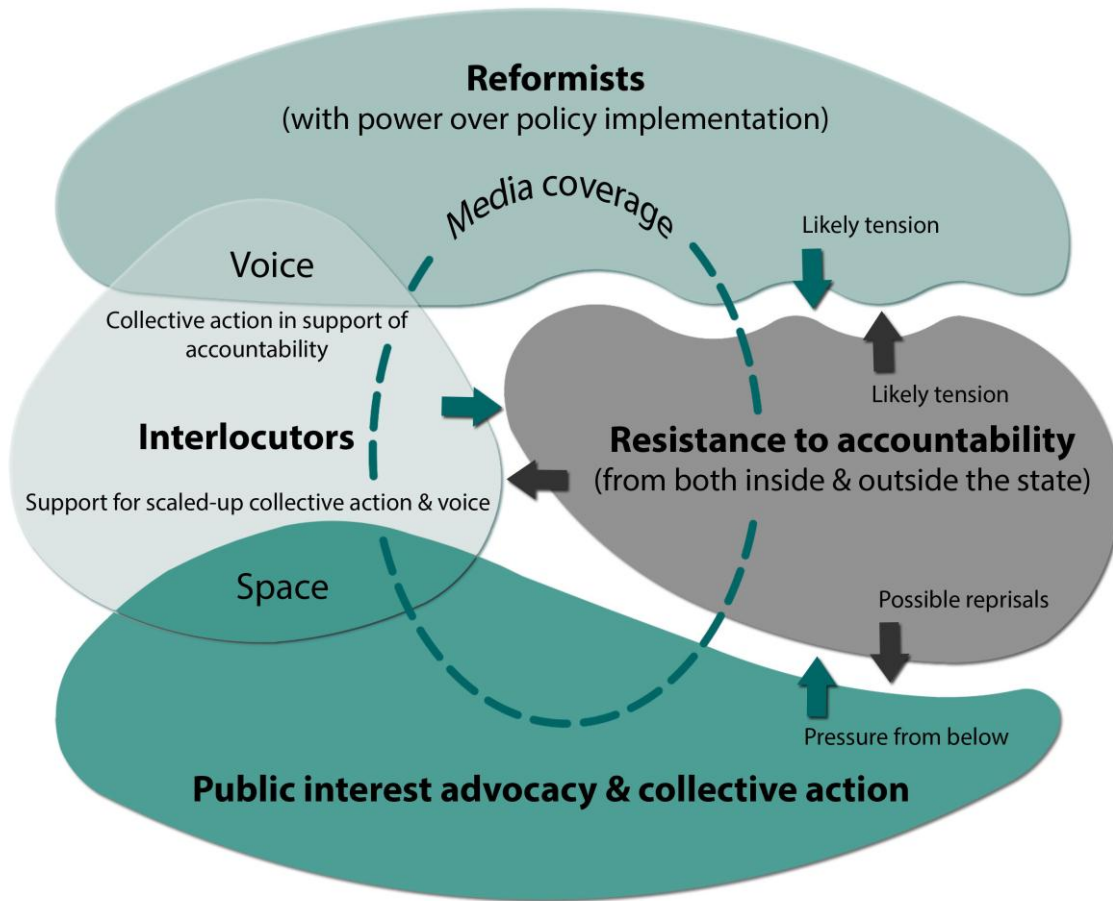 Reformists
(with power over policy implementation)
Media coverage
Likely tension
Voice
Collective action in support of
accountability
Likely tension
Interlocutors
Resistance to accountability
(from both inside & outside the state)
Support for scaled-up collective action & voice
Space
Possible reprisals
Pressure from below
Public interest advocacy & collective action